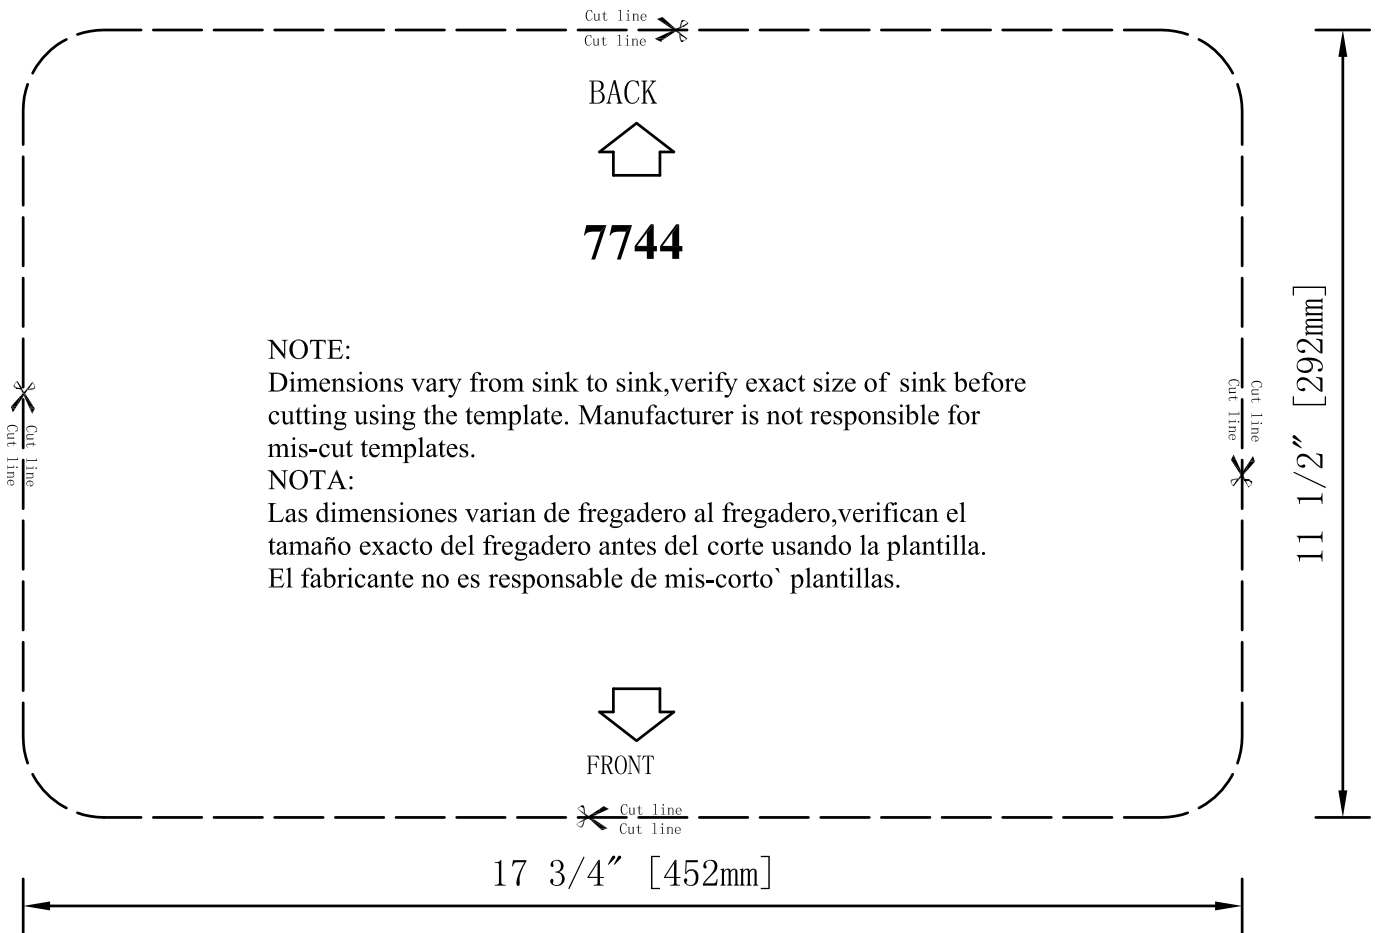 Cut line
Cut line
BACK
7744
NOTE:
Dimensions vary from sink to sink,verify exact size of sink before
cutting using the template. Manufacturer is not responsible for
mis-cut templates.
NOTA:
Las dimensiones varian de fregadero al fregadero,verifican el
tamaño exacto del fregadero antes del corte usando la plantilla.
El fabricante no es responsable de mis-corto` plantillas.
Cut line
Cut line
Cut line
Cut line
11 1/2″ [292mm]
FRONT
Cut line
Cut line
17 3/4″ [452mm]